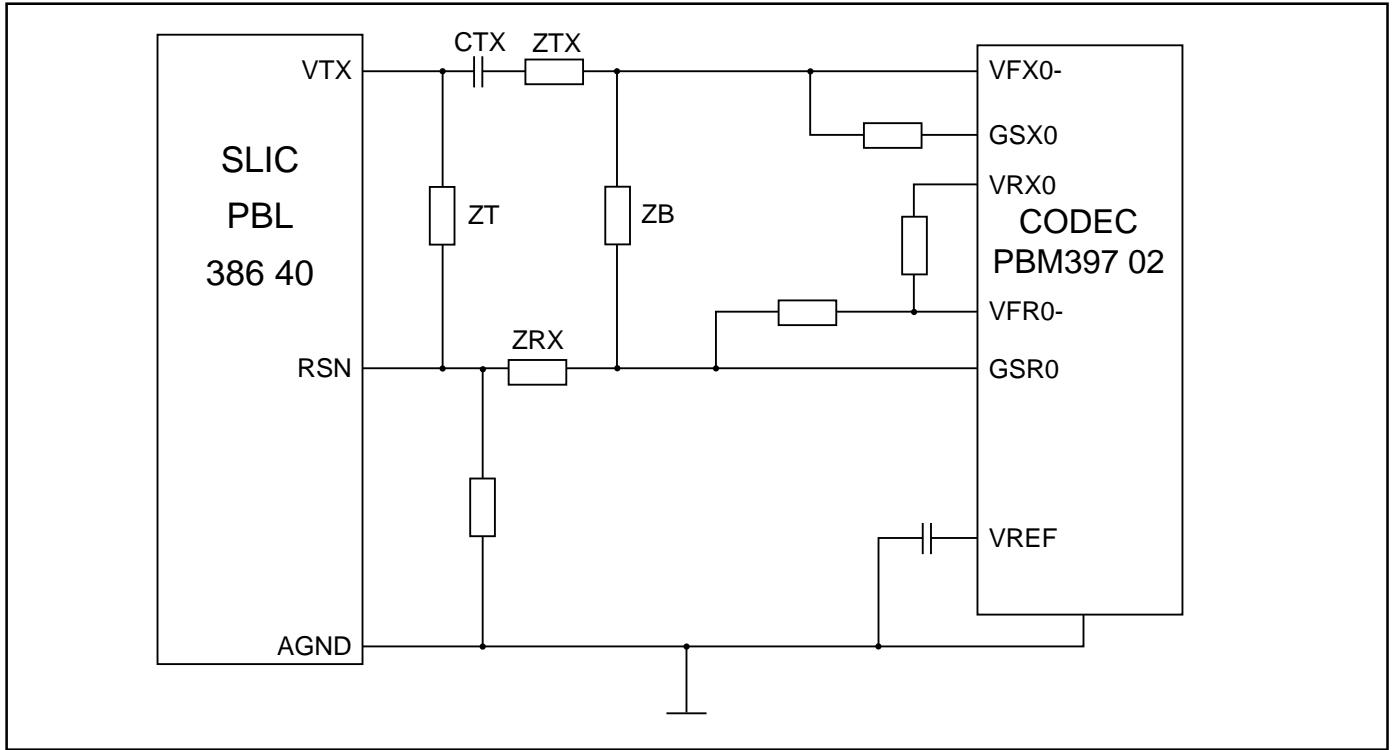 CTX
ZTX
VTX
VFX0-
GSX0
SLIC
PBL
386 40
VRX0
ZT
ZB
CODEC
PBM397 02
VFR0-
ZRX
RSN
GSR0
VREF
AGND